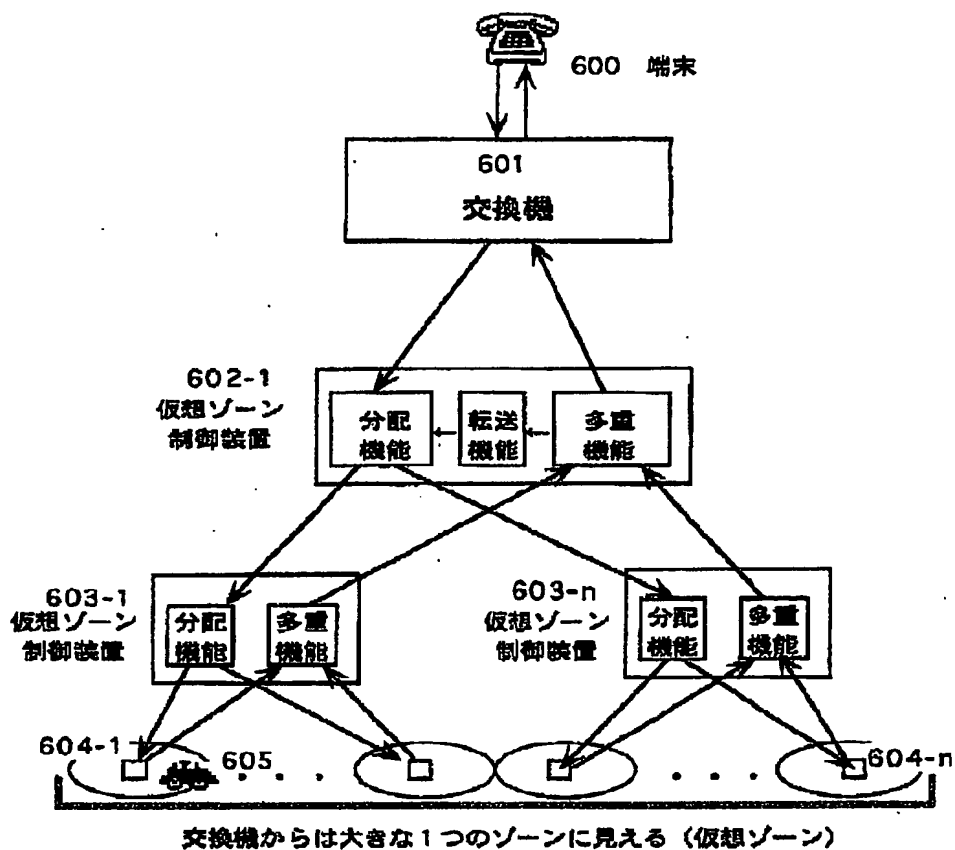 600 端末
601
交換機
602-1
仮想ゾーン
制御装置
分配
機能
転送
機能
多重
機能
603-1
仮想ゾーン
制御装置
分配
機能
多重
機能
603-n
仮想ゾーン
制御装置
分配
機能
多重
機能
604-1
605
・・・・
・・・・
604-n
交換機からは大きな1つのゾーンに見える（仮想ゾーン）